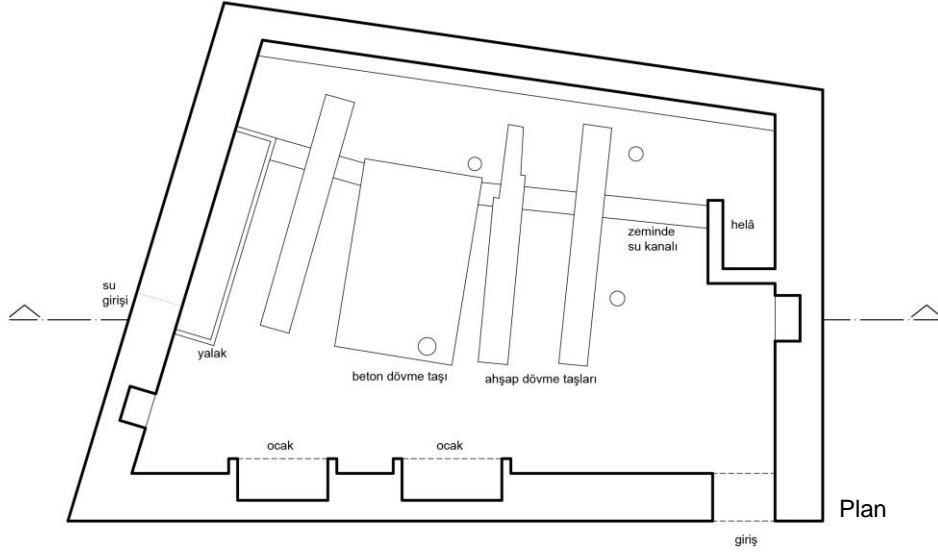 helâ
zeminde
su kanalı
su
girişi
yalak
beton dövme taşı
ahşap dövme taşları
ocak
ocak
Plan
giriş